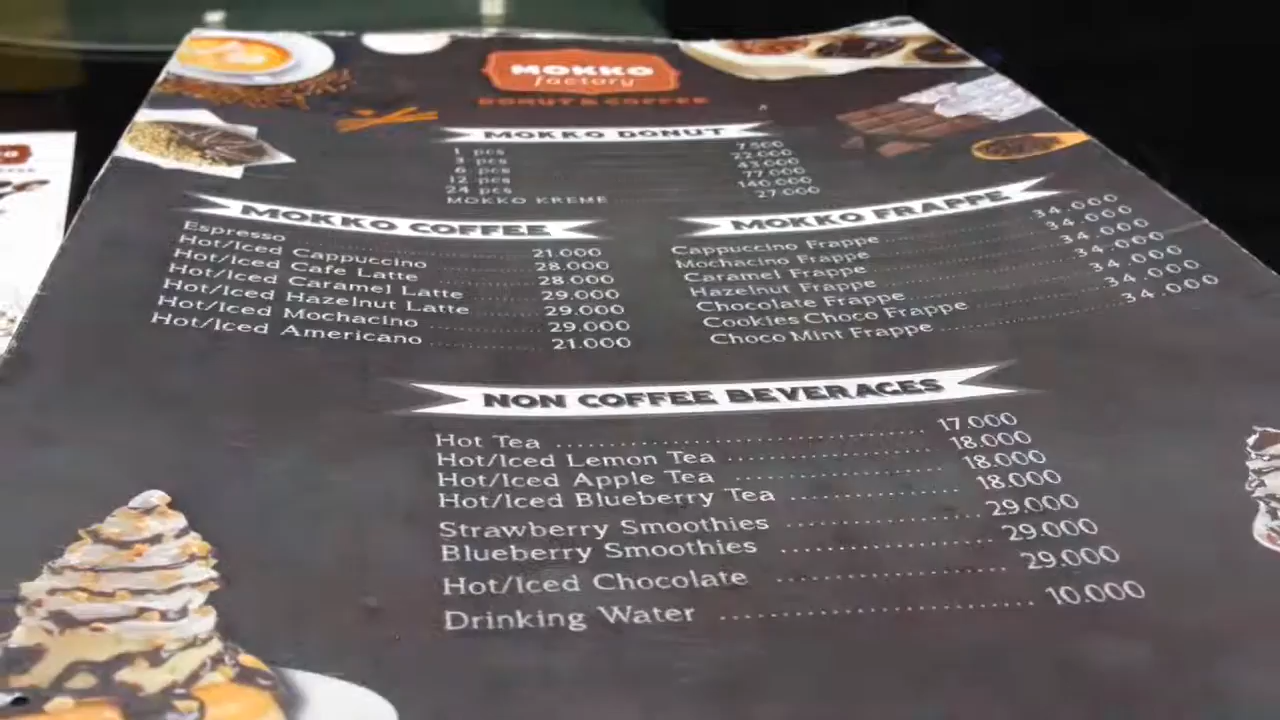 MOKKO
factory
DONUT & COFFEE
MOKKO DONUT
1 pcs 7.500
3 pcs 22.000
6 pcs 43.000
12 pcs 77.000
24 pcs 140.000
MOKKO KREME 27.000
MOKKO COFFEE
Espresso 21.000
Hot/Iced Cappuccino 28.000
Hot/Iced Cafe Latte 28.000
Hot/Iced Caramel Latte 29.000
Hot/Iced Hazelnut Latte 29.000
Hot/Iced Mochacino 29.000
Hot/Iced Americano 21.000
MOKKO FRAPPE
Cappuccino Frappe 34.000
Mochacino Frappe 34.000
Caramel Frappe 34.000
Hazelnut Frappe 34.000
Chocolate Frappe 34.000
Cookies Choco Frappe 34.000
Choco Mint Frappe 34.000
NON COFFEE BEVERAGES
Hot Tea 17.000
Hot/Iced Lemon Tea 18.000
Hot/Iced Apple Tea 18.000
Hot/Iced Blueberry Tea 18.000
Strawberry Smoothies 29.000
Blueberry Smoothies 29.000
Hot/Iced Chocolate 29.000
Drinking Water 10.000